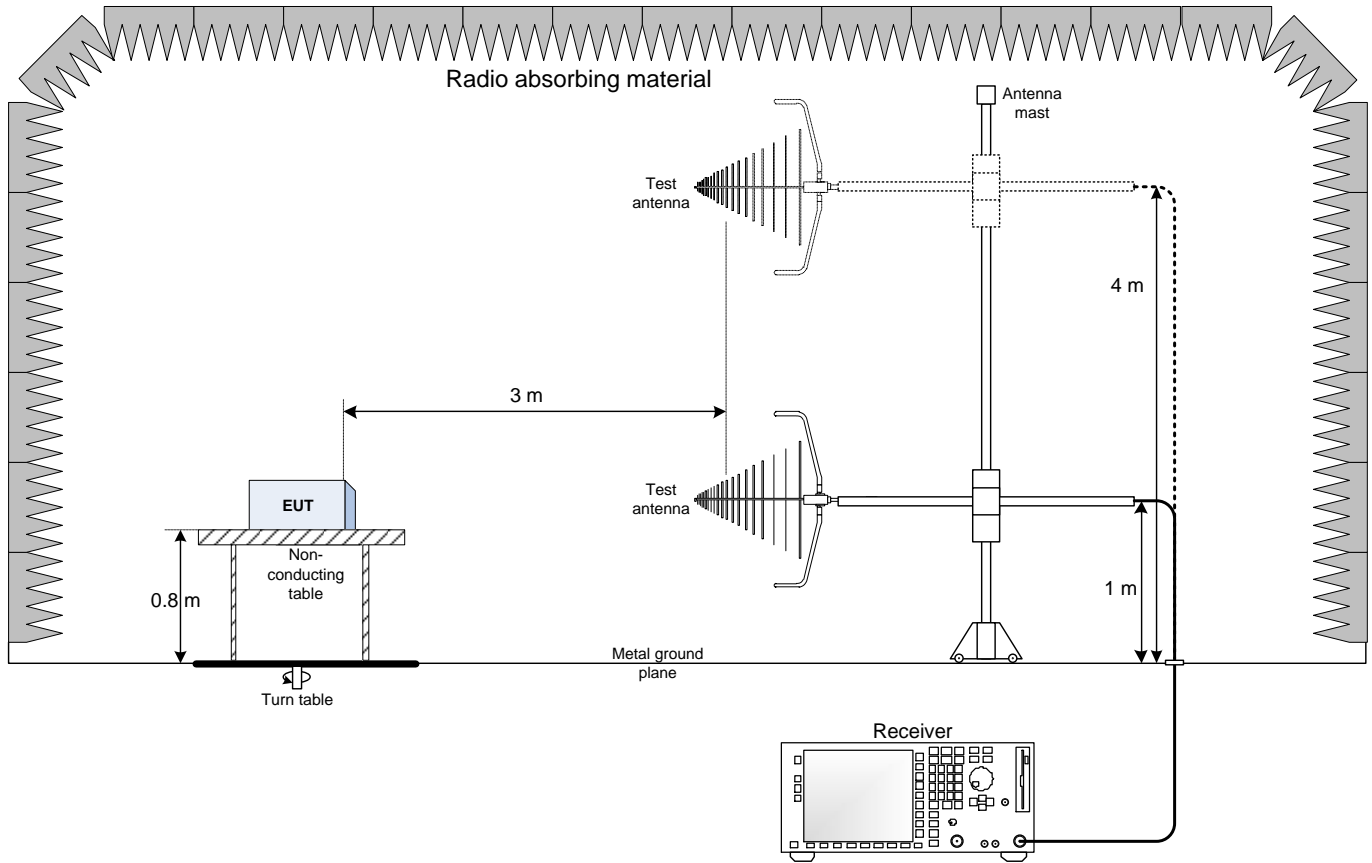 Radio absorbing material
Antenna
mast
Test
antenna
4 m
3 m
EUT
Test
antenna
Non-
conducting
table
0.8 m
1 m
Metal ground
plane
Turn table
Receiver